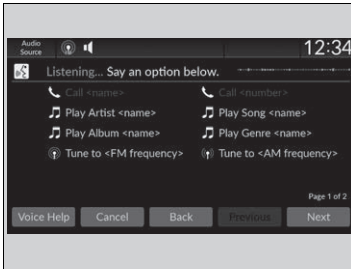 Audio
Source
12:34
Listening... Say an option below.
Call <name>
Call <number>
Play Artist <name>
Play Song <name>
Play Album <name>
Play Genre <name>
Tune to <FM frequency>
Tune to <AM frequency>
Page 1 of 2
Voice Help
Cancel
Back
Previous
Next